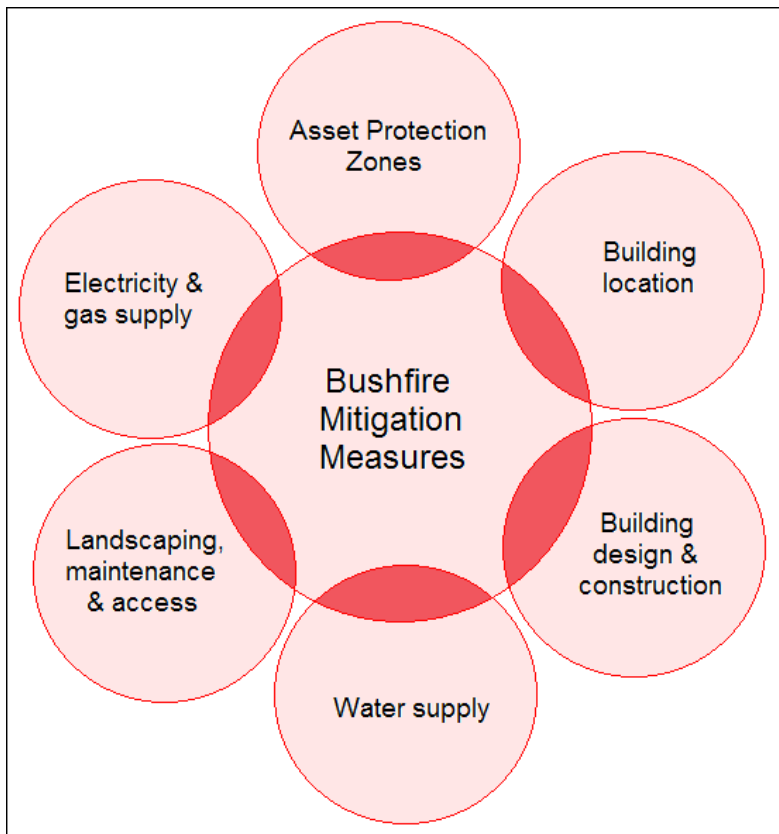 Asset Protection
Zones
Building
location
Electricity &
gas supply
Bushfire
Mitigation
Measures
Building
design &
construction
Landscaping,
maintenance
& access
Water supply